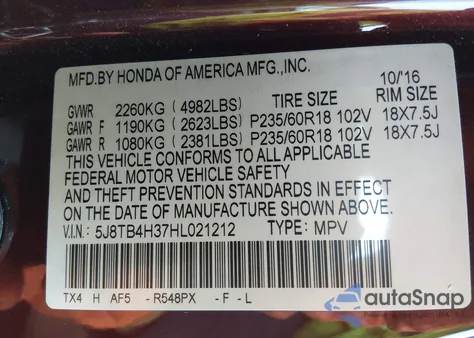 MFD.BY HONDA OF AMERICA MFG.,INC. 10/'16
GVWR 2260KG ( 4982LBS) TIRE SIZE RIM SIZE
GAWR F 1190KG ( 2623LBS) P235/60R18 102V 18X7.5J
GAWR R 1080KG ( 2381LBS) P235/60R18 102V 18X7.5J
THIS VEHICLE CONFORMS TO ALL APPLICABLE
FEDERAL MOTOR VEHICLE SAFETY
AND THEFT PREVENTION STANDARDS IN EFFECT
ON THE DATE OF MANUFACTURE SHOWN ABOVE.
V.I.N: 5J8TB4H37HL021212 TYPE: MPV
TX4 H AF5 - R548PX - F - L
autoSnap